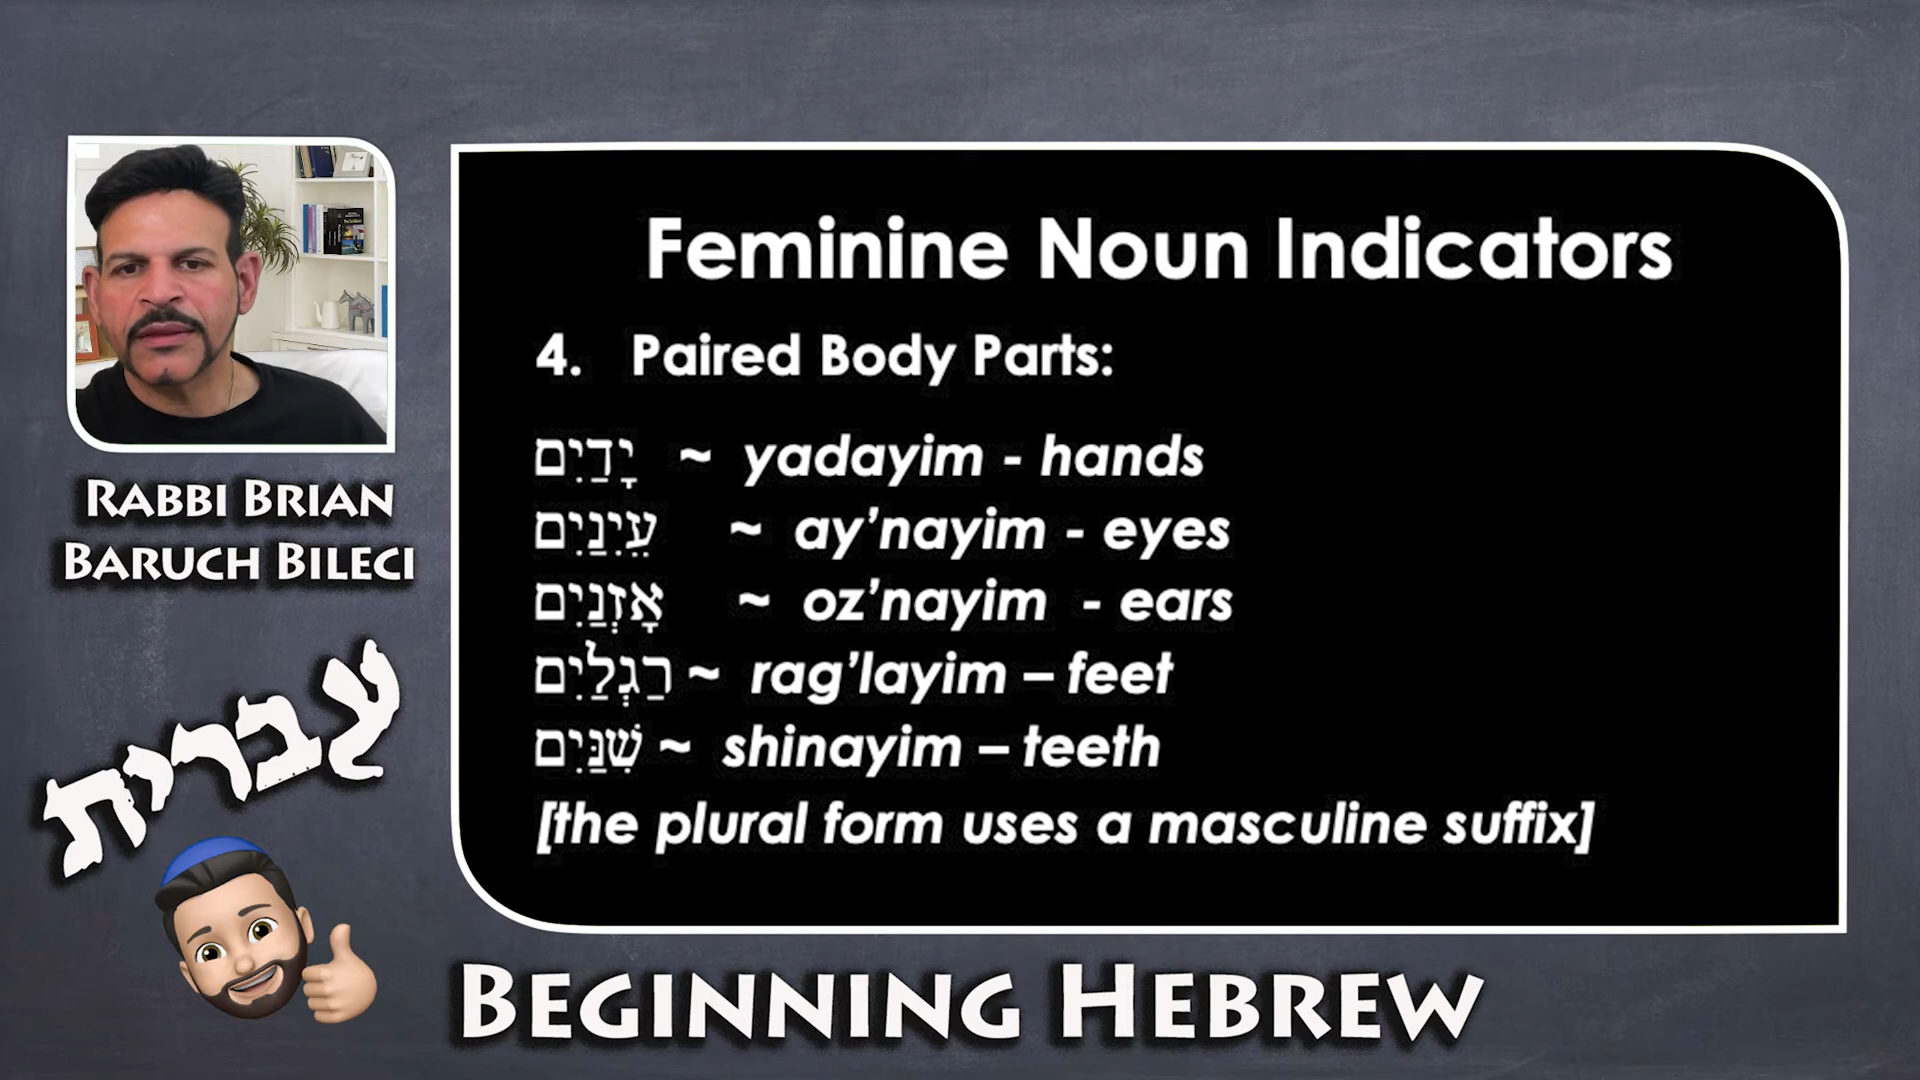 Feminine Noun Indicators
4. Paired Body Parts:
יָדַיִם ~ yadayim - hands
עֵיִנַיִם ~ ay’nayim - eyes
אָזְנַיִם ~ oz’nayim - ears
רַגְלַיִם ~ rag’layim – feet
שִׁנַּיִם ~ shinayim – teeth
[the plural form uses a masculine suffix]
RABBI BRIAN
BARUCH BILECI
עברית
BEGINNING HEBREW